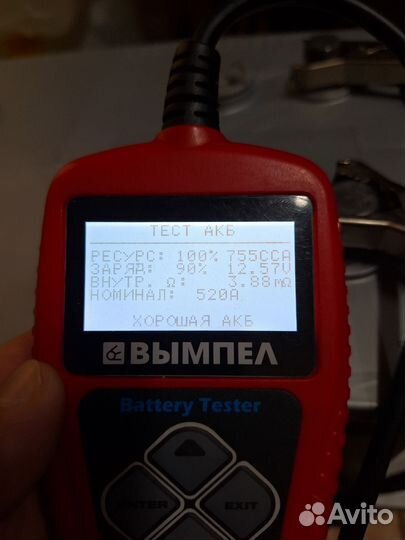 ТЕСТ АКБ
РЕСУРС: 100% 755CCA
ЗАРЯД: 90% 12.57V
ВНУТР. Ω: 3.88mΩ
НОМИНАЛ: 520A
ХОРОШАЯ АКБ
ВЫМПЕЛ
Battery Tester
ENTER EXIT
Avito